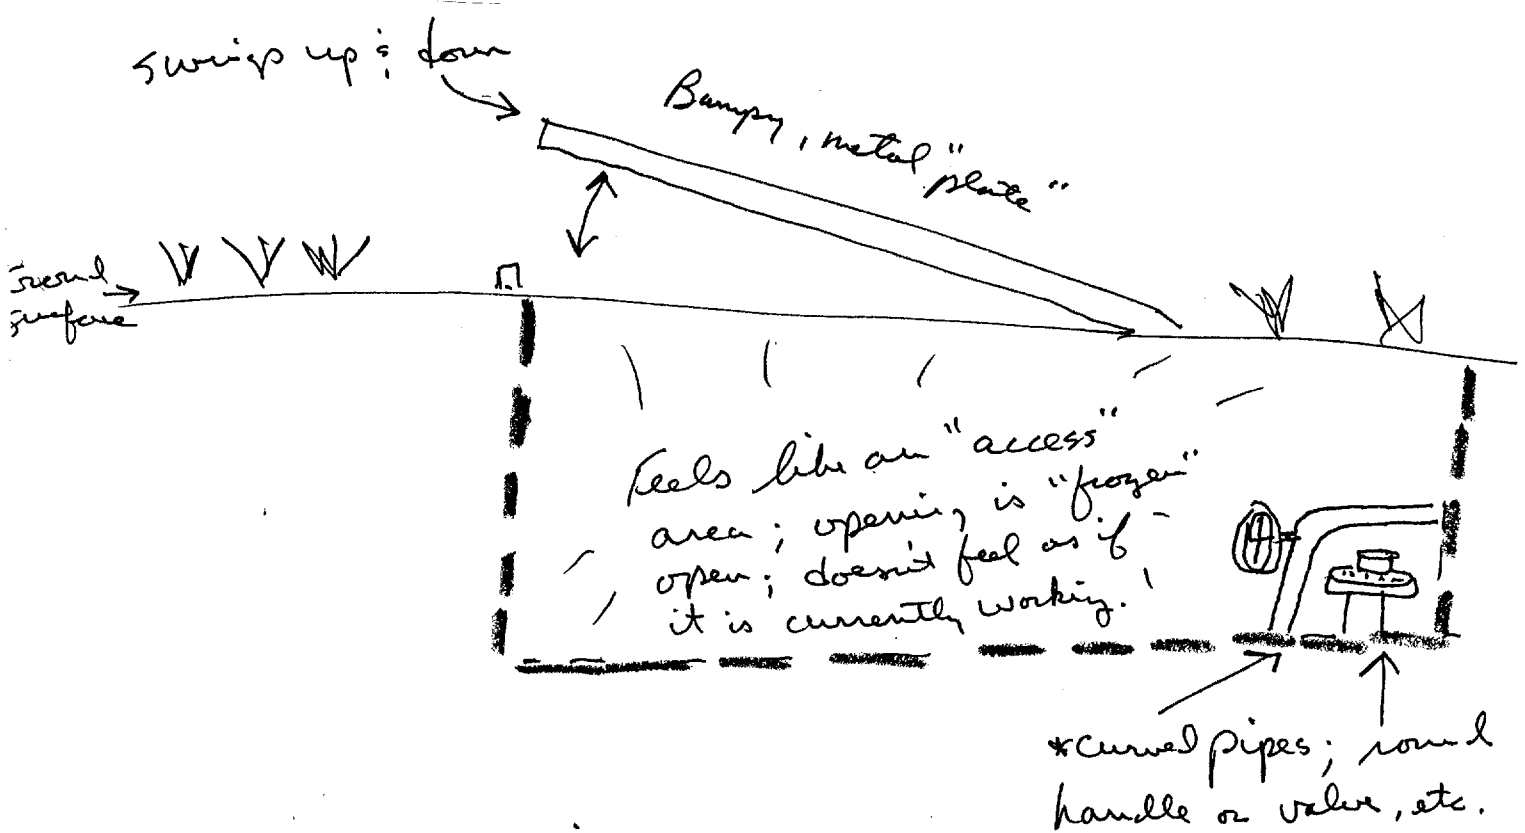 swings up & down
Bumpy, metal "
plate"
Ground
surface
Feels like an "access"
area; opening is "frozen"
open; doesn't feel as if
it is currently working.
*curved pipes; round
handle or valve, etc.